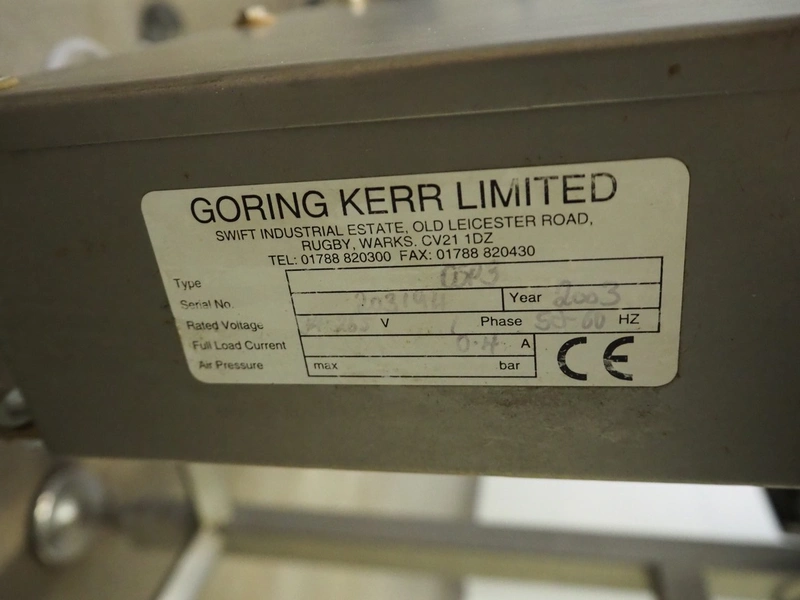 GORING KERR LIMITED
SWIFT INDUSTRIAL ESTATE, OLD LEICESTER ROAD,
RUGBY, WARKS. CV21 1DZ
TEL: 01788 820300 FAX: 01788 820430
Type
Serial No. Year 2003
Rated Voltage V Phase 50-60 HZ
Full Load Current 0.4 A
Air Pressure max bar
CE